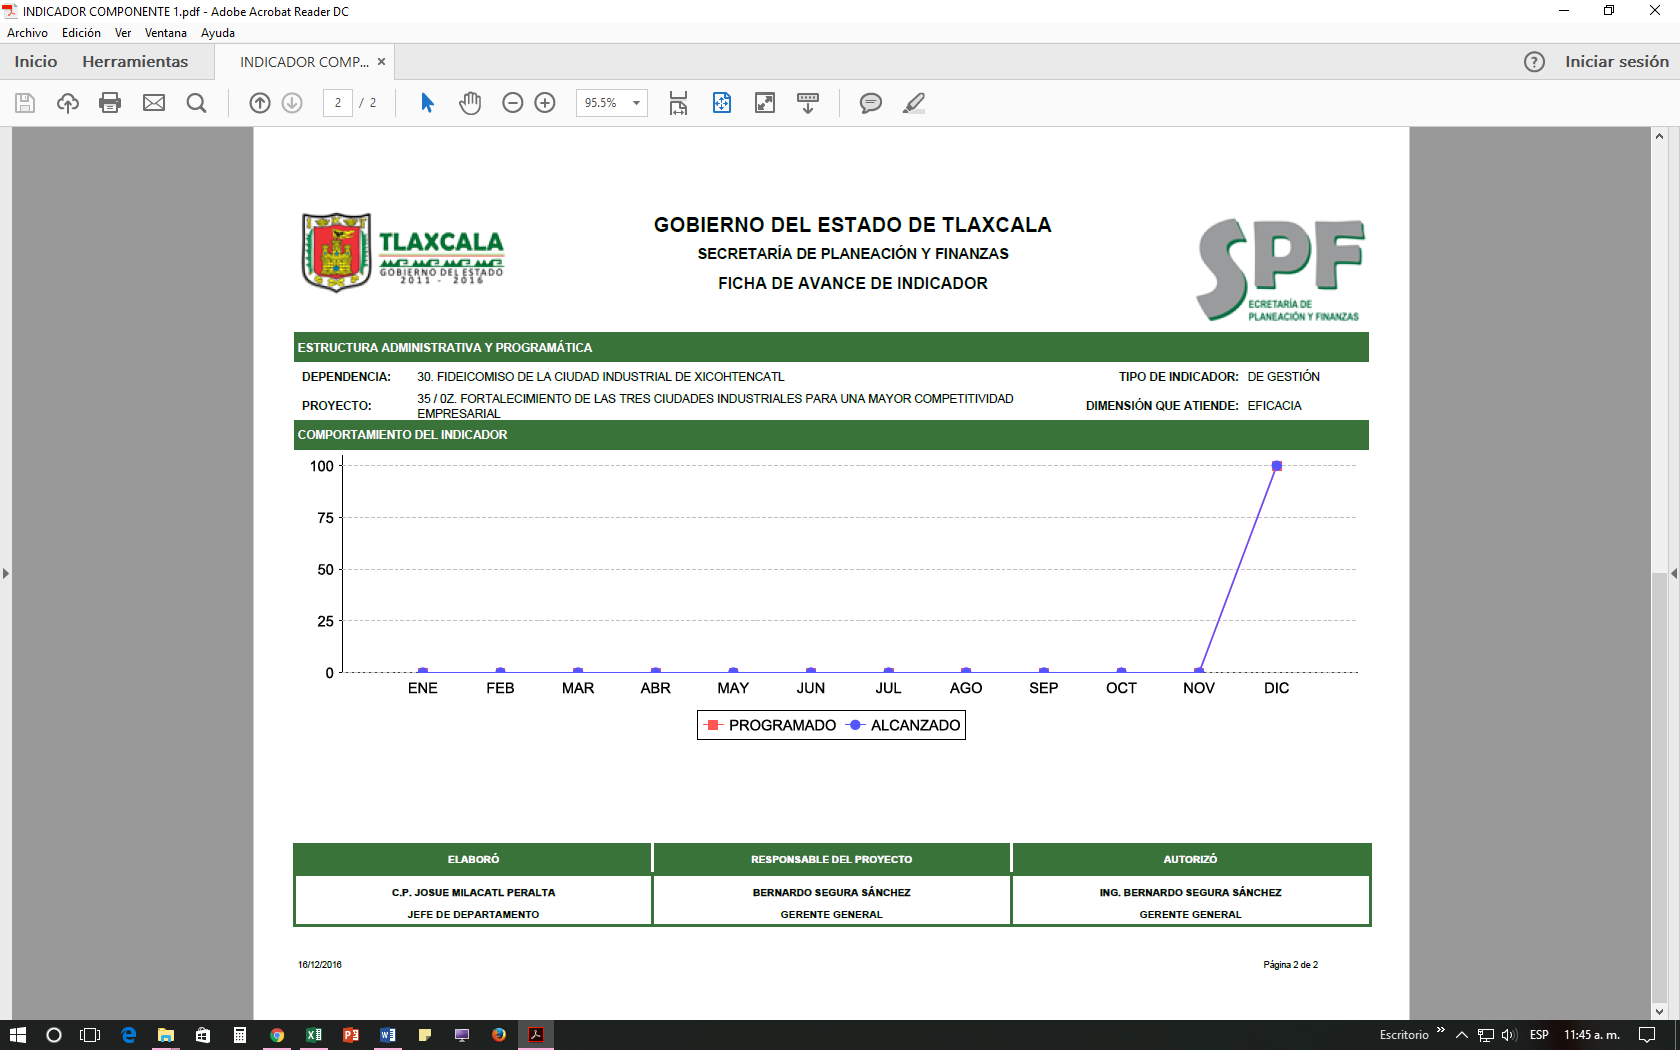 INDICADOR COMPONENTE 1.pdf - Adobe Acrobat Reader DC
Archivo Edición Ver Ventana Ayuda
Inicio Herramientas INDICADOR COMP... × Iniciar sesión
2 / 2 95.5%
TLAXCALA
GOBIERNO DEL ESTADO
2011 - 2016
GOBIERNO DEL ESTADO DE TLAXCALA
SECRETARÍA DE PLANEACIÓN Y FINANZAS
FICHA DE AVANCE DE INDICADOR
SPF
ECRETARÍA DE
PLANEACIÓN Y FINANZAS
ESTRUCTURA ADMINISTRATIVA Y PROGRAMÁTICA
DEPENDENCIA: 30. FIDEICOMISO DE LA CIUDAD INDUSTRIAL DE XICOHTENCATL TIPO DE INDICADOR: DE GESTIÓN
PROYECTO: 35 / 0Z. FORTALECIMIENTO DE LAS TRES CIUDADES INDUSTRIALES PARA UNA MAYOR COMPETITIVIDAD EMPRESARIAL DIMENSIÓN QUE ATIENDE: EFICACIA
COMPORTAMIENTO DEL INDICADOR
100
75
50
25
0
ENE FEB MAR ABR MAY JUN JUL AGO SEP OCT NOV DIC
PROGRAMADO ALCANZADO
ELABORÓ RESPONSABLE DEL PROYECTO AUTORIZÓ
C.P. JOSUE MILACATL PERALTA BERNARDO SEGURA SÁNCHEZ ING. BERNARDO SEGURA SÁNCHEZ
JEFE DE DEPARTAMENTO GERENTE GENERAL GERENTE GENERAL
16/12/2016 Página 2 de 2
Escritorio » ESP 11:45 a. m.